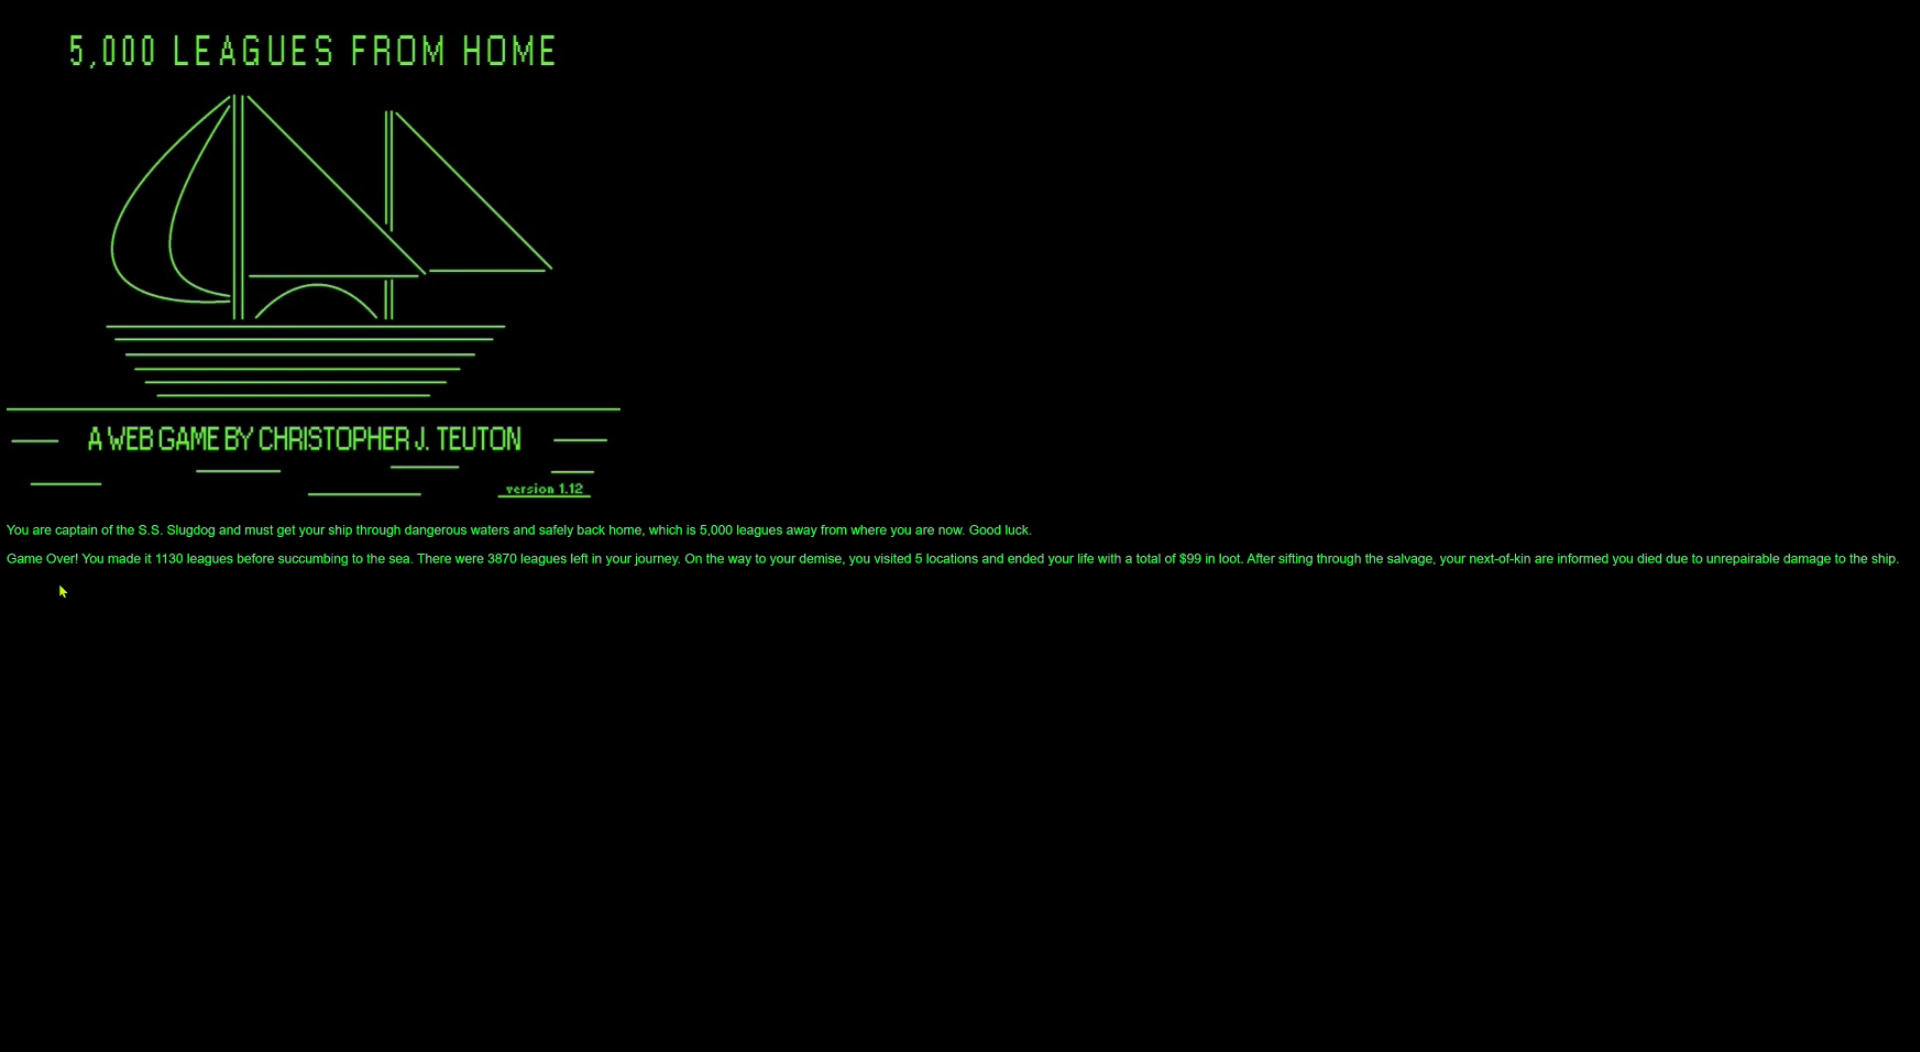 5,000 LEAGUES FROM HOME
A WEB GAME BY CHRISTOPHER J. TEUTON
version 1.12
You are captain of the S.S. Slugdog and must get your ship through dangerous waters and safely back home, which is 5,000 leagues away from where you are now. Good luck.
Game Over! You made it 1130 leagues before succumbing to the sea. There were 3870 leagues left in your journey. On the way to your demise, you visited 5 locations and ended your life with a total of $99 in loot. After sifting through the salvage, your next-of-kin are informed you died due to unrepairable damage to the ship.